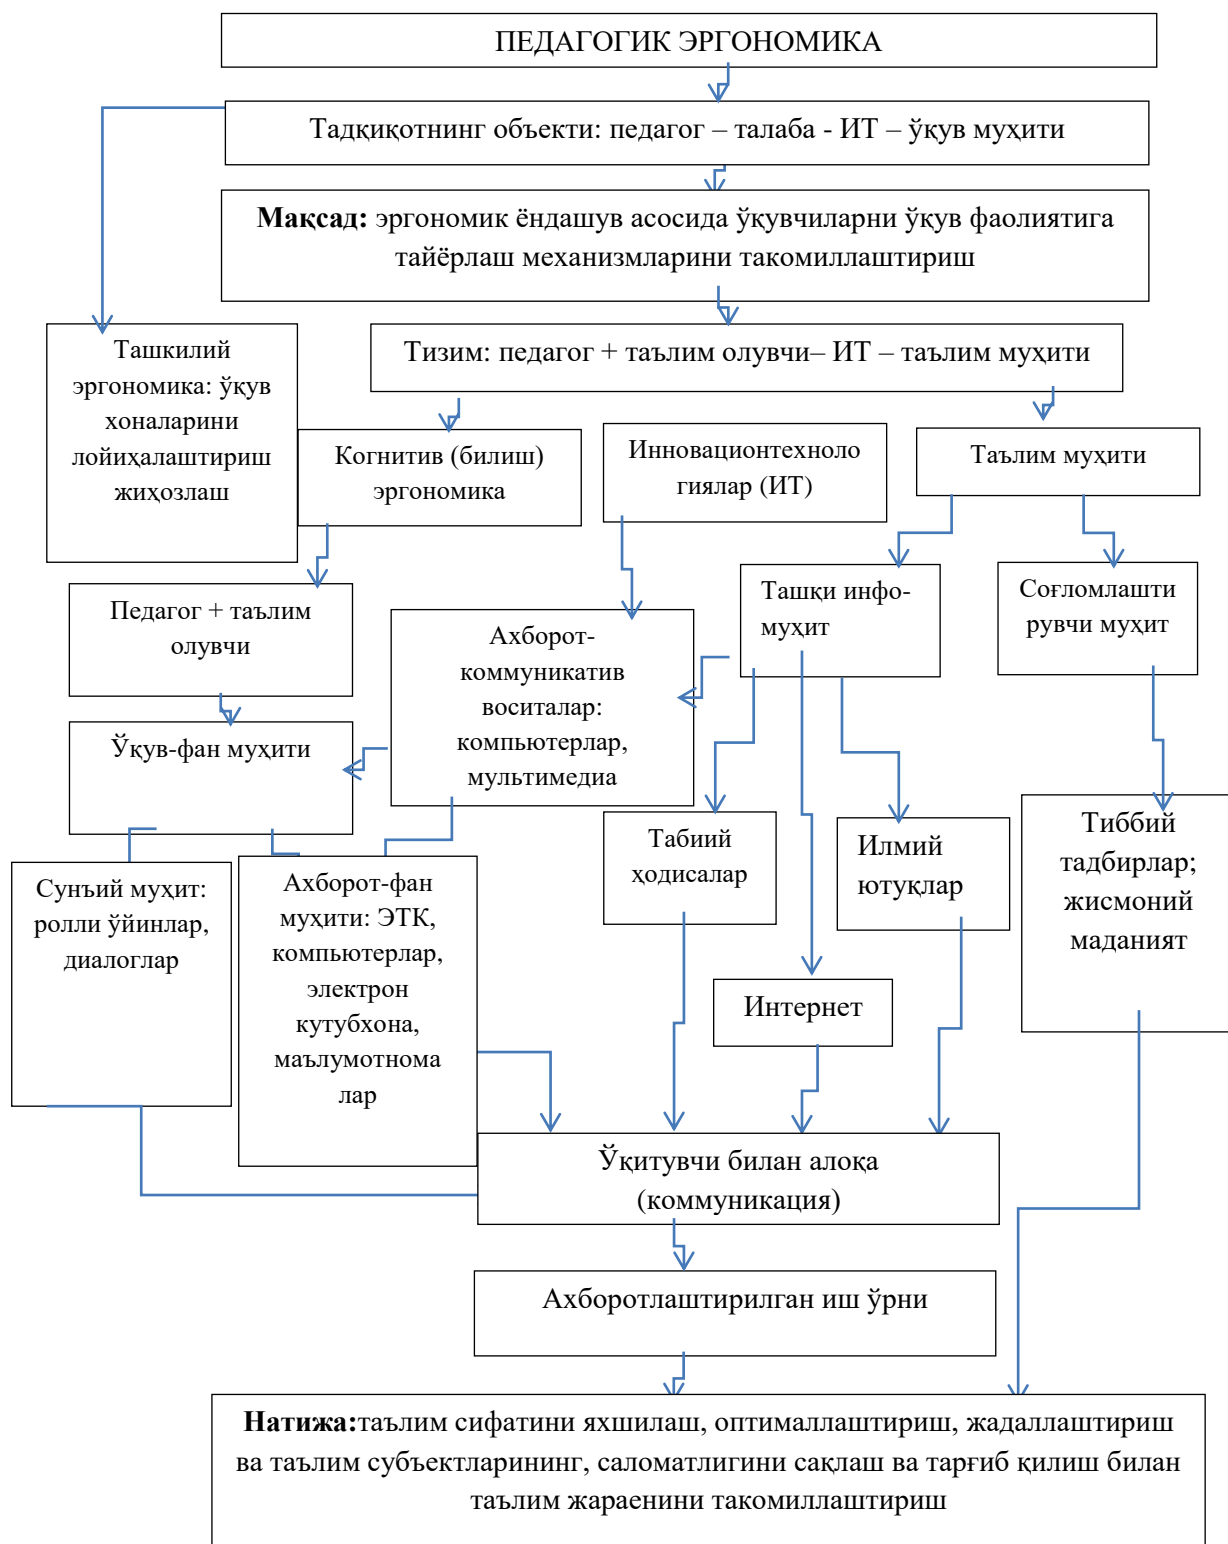 ПЕДАГОГИК ЭРГОНОМИКА
Тадқиқотнинг объекти: педагог – талаба - ИТ – ўқув муҳити
Мақсад: эргономик ёндашув асосида ўқувчиларни ўқув фаолиятига
тайёрлаш механизмларини такомиллаштириш
Ташкилий
эргономика: ўқув
хоналарини
лойиҳалаштириш
жиҳозлаш
Тизим: педагог + таълим олувчи– ИТ – таълим муҳити
Когнитив (билиш)
эргономика
Инновационтехноло
гиялар (ИТ)
Таълим муҳити
Педагог + таълим
олувчи
Ахборот-
коммуникатив
воситалар:
компьютерлар,
мультимедиа
Ташқи инфо-
муҳит
Соғломлашти
рувчи муҳит
Ўқув-фан муҳити
Сунъий муҳит:
ролли ўйинлар,
диалоглар
Ахборот-фан
муҳити: ЭТК,
компьютерлар,
электрон
кутубхона,
маълумотнома
лар
Табиий
ҳодисалар
Илмий
ютуқлар
Тиббий
тадбирлар;
жисмоний
маданият
Интернет
Ўқитувчи билан алоқа
(коммуникация)
Ахборотлаштирилган иш ўрни
Натижа:таълим сифатини яхшилаш, оптималлаштириш, жадаллаштириш
ва таълим субъектларининг, саломатлигини сақлаш ва тарғиб қилиш билан
таълим жараенини такомиллаштириш